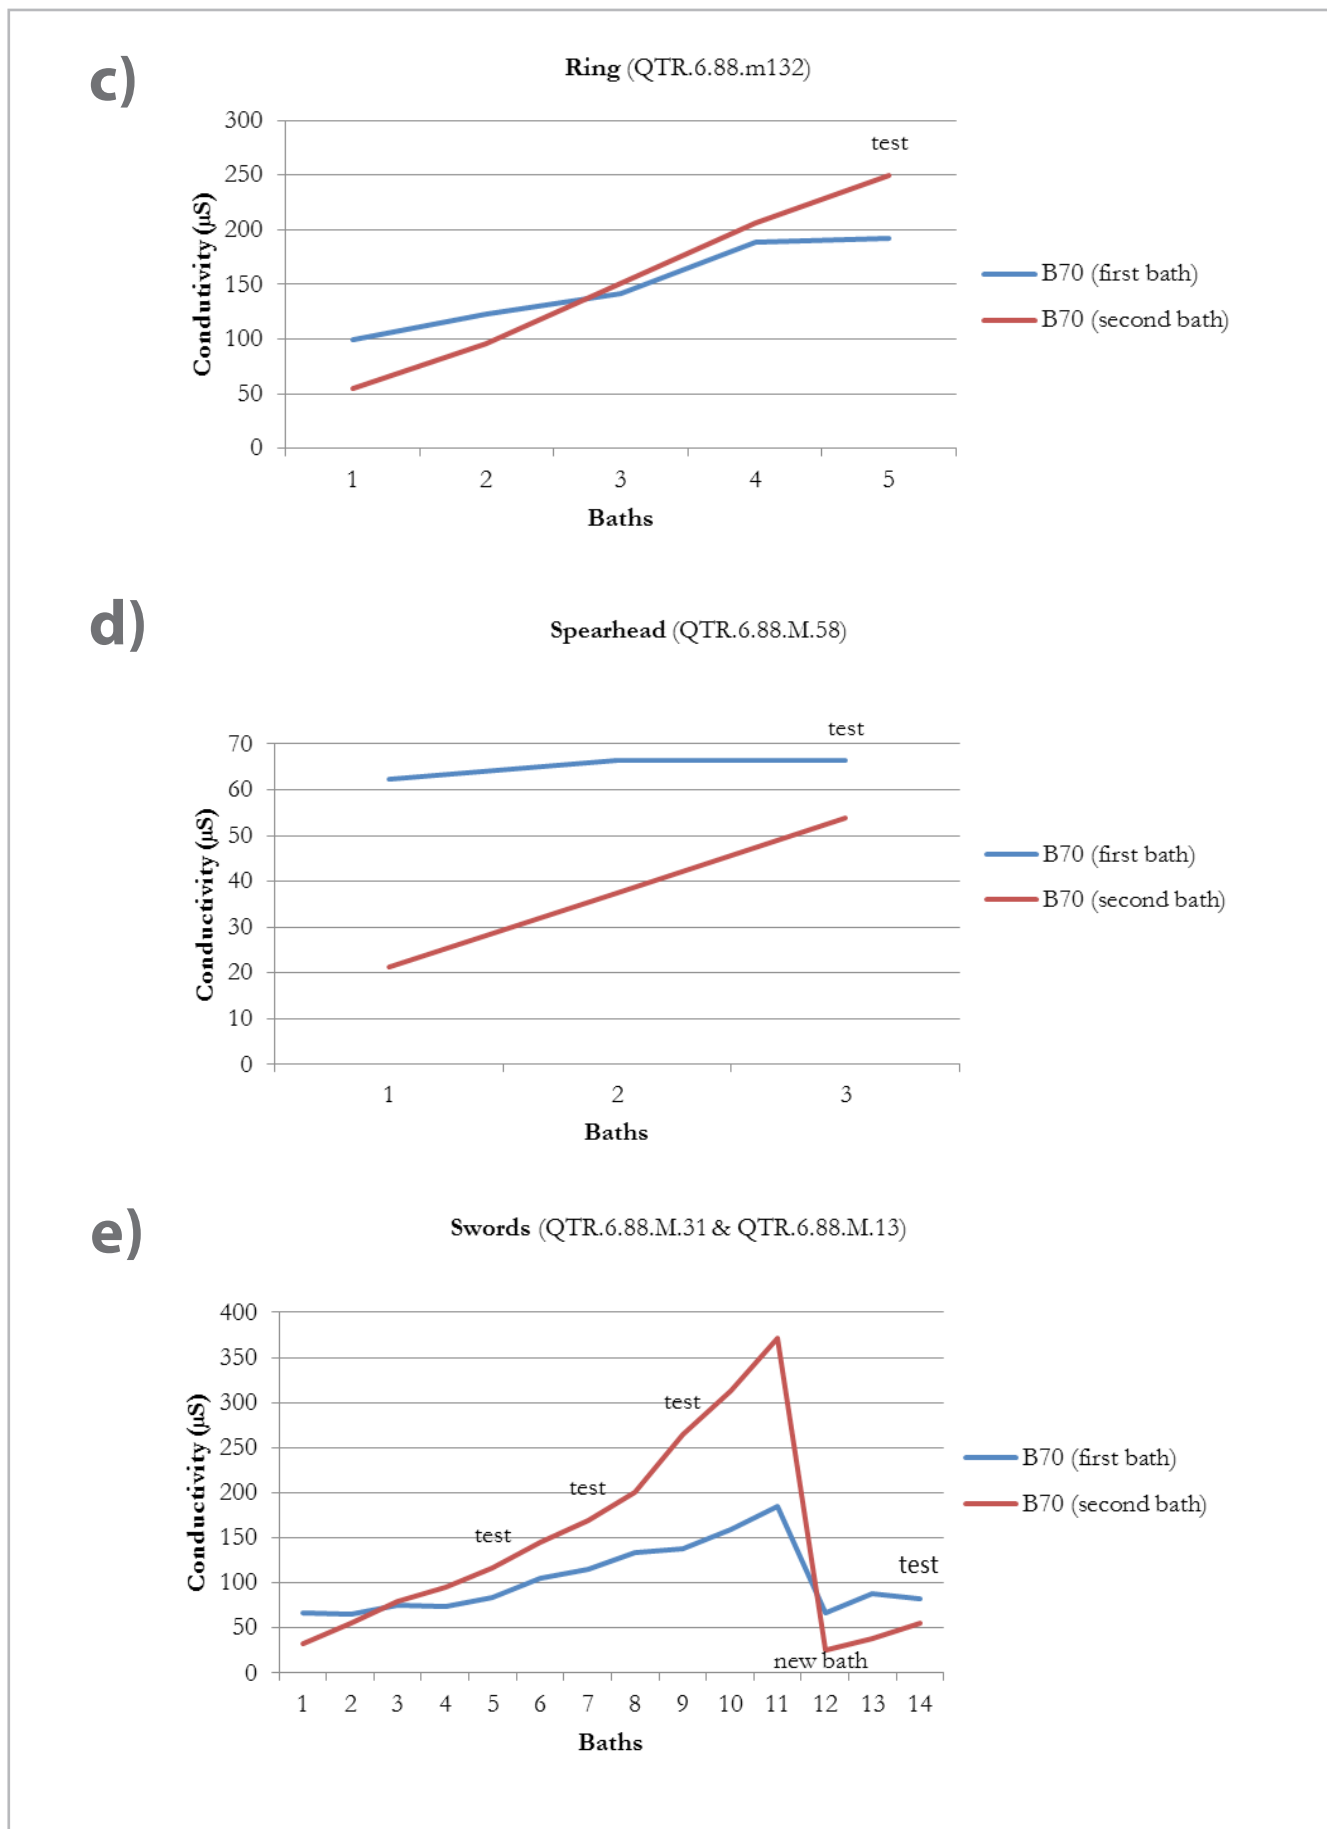 c)
Ring (QTR.6.88.m132)
300
250
200
150
100
50
0
Condutivity (µS)
test
1 2 3 4 5
Baths
B70 (first bath)
B70 (second bath)
d)
Spearhead (QTR.6.88.M.58)
70
60
50
40
30
20
10
0
Conductivity (µS)
test
1 2 3
Baths
B70 (first bath)
B70 (second bath)
e)
Swords (QTR.6.88.M.31 & QTR.6.88.M.13)
400
350
300
250
200
150
100
50
0
Conductivity (µS)
test
test
test
test
new bath
1 2 3 4 5 6 7 8 9 10 11 12 13 14
Baths
B70 (first bath)
B70 (second bath)